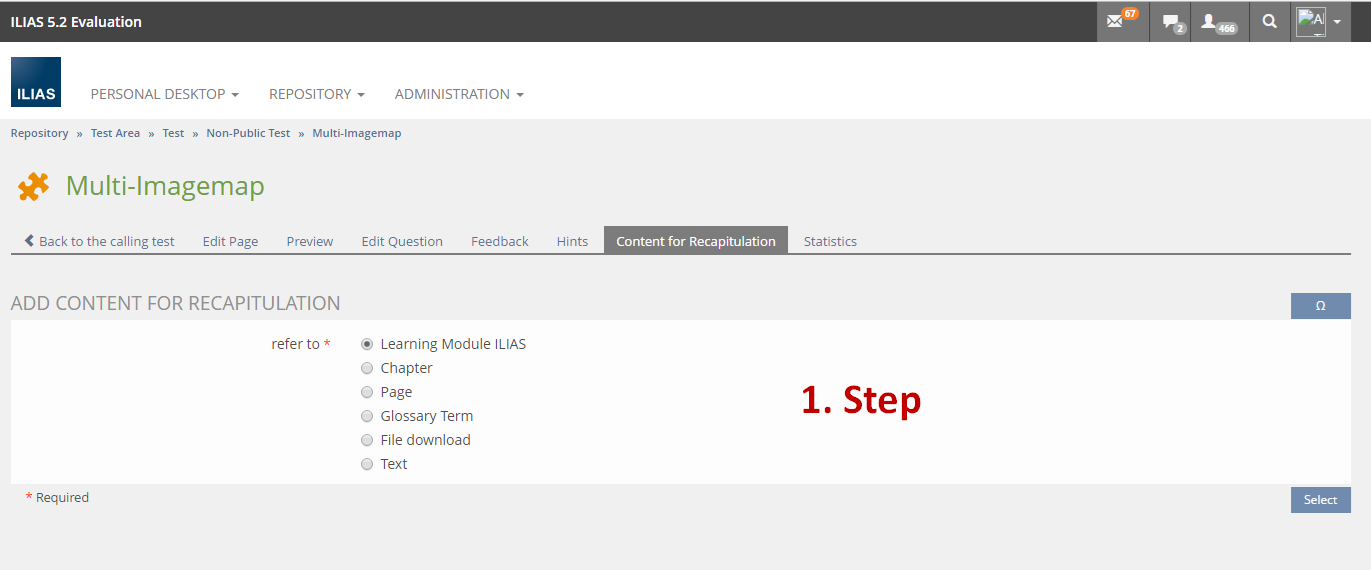 ILIAS 5.2 Evaluation
67
2
466
ILIAS
PERSONAL DESKTOP
REPOSITORY
ADMINISTRATION
Repository » Test Area » Test » Non-Public Test » Multi-Imagemap
Multi-Imagemap
Back to the calling test
Edit Page
Preview
Edit Question
Feedback
Hints
Content for Recapitulation
Statistics
ADD CONTENT FOR RECAPITULATION
Ω
refer to *
Learning Module ILIAS
Chapter
Page
Glossary Term
File download
Text
1. Step
* Required
Select